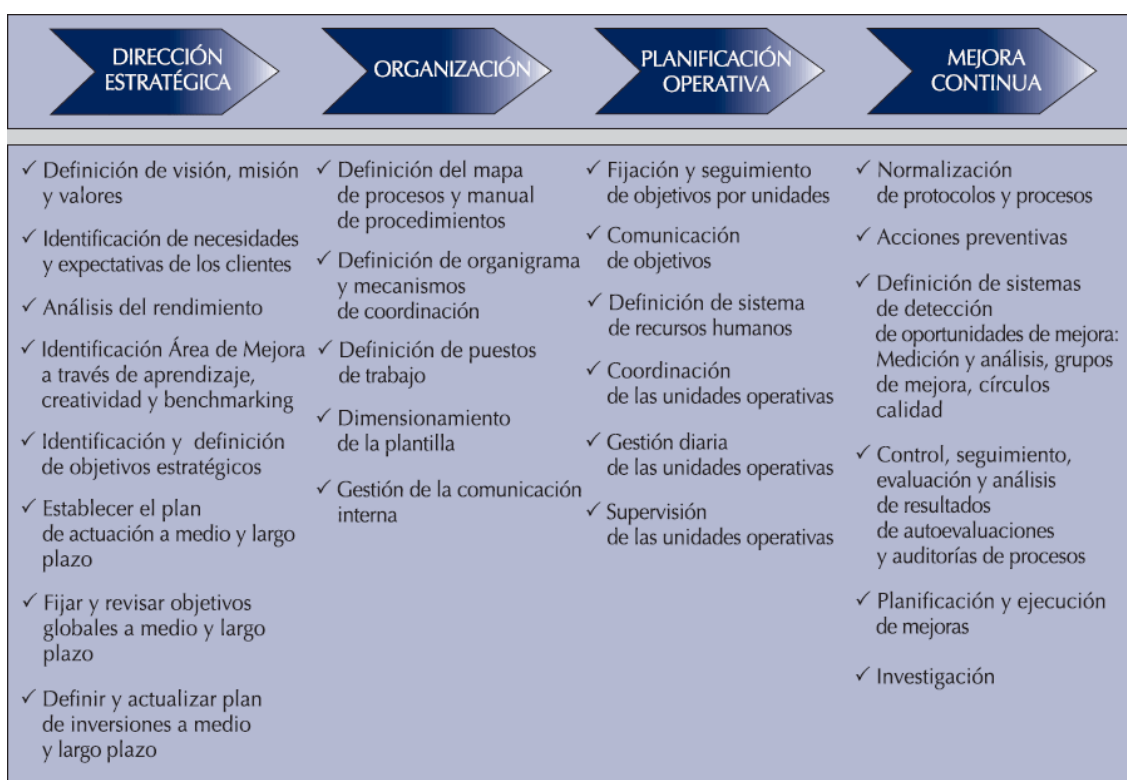 DIRECCIÓN
ESTRATÉGICA
ORGANIZACIÓN
PLANIFICACIÓN
OPERATIVA
MEJORA
CONTINUA
✓ Definición de visión, misión
y valores
✓ Identificación de necesidades
y expectativas de los clientes
✓ Análisis del rendimiento
✓ Identificación Área de Mejora
a través de aprendizaje,
creatividad y benchmarking
✓ Identificación y definición
de objetivos estratégicos
✓ Establecer el plan
de actuación a medio y largo
plazo
✓ Fijar y revisar objetivos
globales a medio y largo
plazo
✓ Definir y actualizar plan
de inversiones a medio
y largo plazo
✓ Definición del mapa
de procesos y manual
de procedimientos
✓ Definición de organigrama
y mecanismos
de coordinación
✓ Definición de puestos
de trabajo
✓ Dimensionamiento
de la plantilla
✓ Gestión de la comunicación
interna
✓ Fijación y seguimiento
de objetivos por unidades
✓ Comunicación
de objetivos
✓ Definición de sistema
de recursos humanos
✓ Coordinación
de las unidades operativas
✓ Gestión diaria
de las unidades operativas
✓ Supervisión
de las unidades operativas
✓ Normalización
de protocolos y procesos
✓ Acciones preventivas
✓ Definición de sistemas
de detección
de oportunidades de mejora:
Medición y análisis, grupos
de mejora, círculos
calidad
✓ Control, seguimiento,
evaluación y análisis
de resultados
de autoevaluaciones
y auditorías de procesos
✓ Planificación y ejecución
de mejoras
✓ Investigación